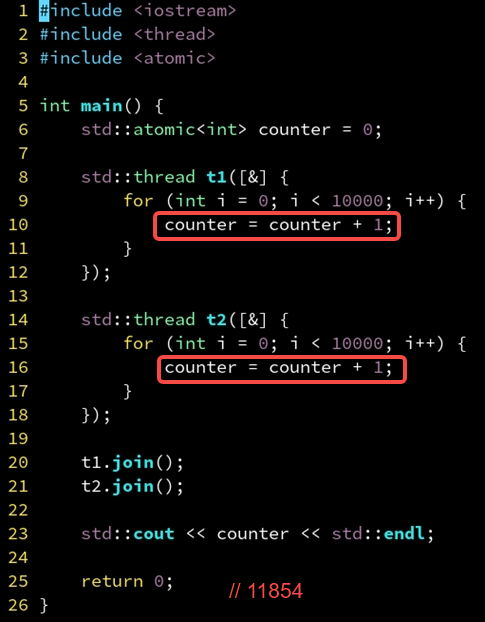 1 #include <iostream>
2 #include <thread>
3 #include <atomic>
4
5 int main() {
6     std::atomic<int> counter = 0;
7
8     std::thread t1([&] {
9         for (int i = 0; i < 10000; i++) {
10             counter = counter + 1;
11         }
12     });
13
14     std::thread t2([&] {
15         for (int i = 0; i < 10000; i++) {
16             counter = counter + 1;
17         }
18     });
19
20     t1.join();
21     t2.join();
22
23     std::cout << counter << std::endl;
24
25     return 0; // 11854
26 }